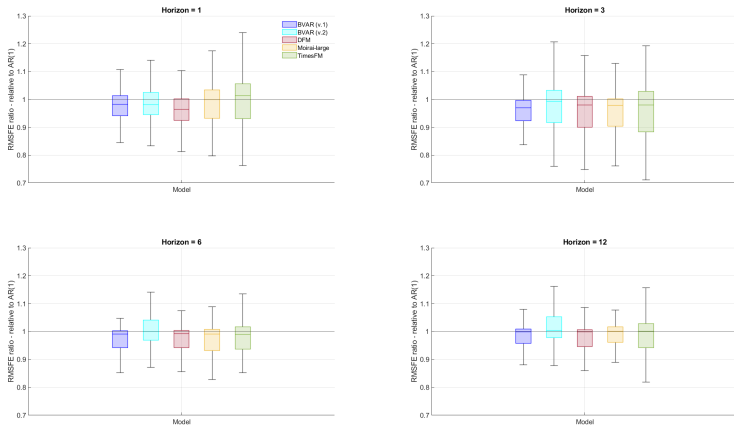 Horizon = 1
1.3
1.2
1.1
1
0.9
0.8
0.7
RMSFE ratio - relative to AR(1)
Model
BVAR (v.1)
BVAR (v.2)
DFM
Moirai-large
TimesFM
Horizon = 3
1.3
1.2
1.1
1
0.9
0.8
0.7
RMSFE ratio - relative to AR(1)
Model
Horizon = 6
1.3
1.2
1.1
1
0.9
0.8
0.7
RMSFE ratio - relative to AR(1)
Model
Horizon = 12
1.3
1.2
1.1
1
0.9
0.8
0.7
RMSFE ratio - relative to AR(1)
Model